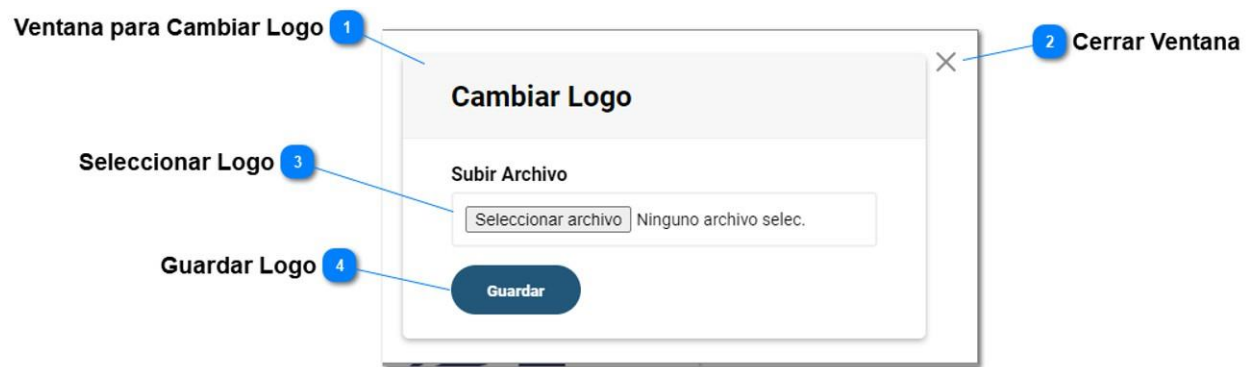 Ventana para Cambiar Logo 1
2 Cerrar Ventana
Cambiar Logo
Seleccionar Logo 3
Subir Archivo
Seleccionar archivo Ninguno archivo selec.
Guardar Logo 4
Guardar